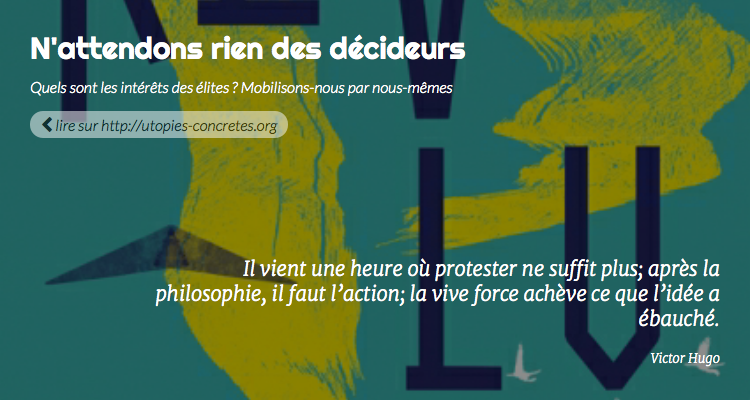 N'attendons rien des décideurs
Quels sont les intérêts des élites ? Mobilisons-nous par nous-mêmes
lire sur http://utopies-concretes.org
Il vient une heure où protester ne suffit plus; après la
philosophie, il faut l’action; la vive force achève ce que l’idée a
ébauché.
Victor Hugo